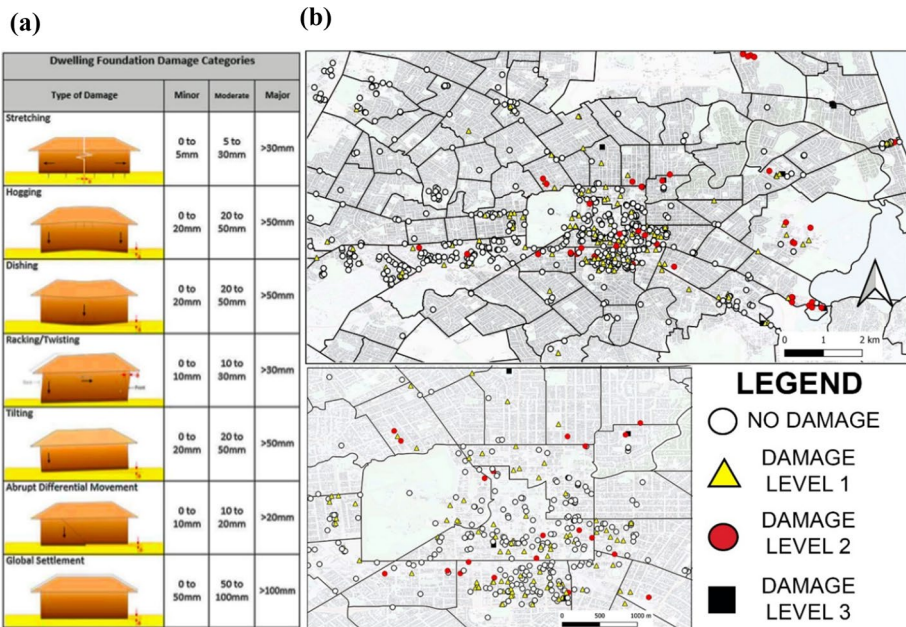 (a)
(b)
Dwelling Foundation Damage Categories
Type of Damage Minor Moderate Major
Stretching
0 to 5 to >30mm
5mm 30mm
Hogging
0 to 20 to >50mm
20mm 50mm
Dishing
0 to 20 to >50mm
20mm 50mm
Racking/Twisting
0 to 10 to >30mm
10mm 30mm
Tilting
0 to 20 to >50mm
20mm 50mm
Abrupt Differential Movement
0 to 10 to >20mm
10mm 20mm
Global Settlement
0 to 50 to >100mm
50mm 100mm
0 1 2 km
0 500 1000 m
LEGEND
NO DAMAGE
DAMAGE
LEVEL 1
DAMAGE
LEVEL 2
DAMAGE
LEVEL 3